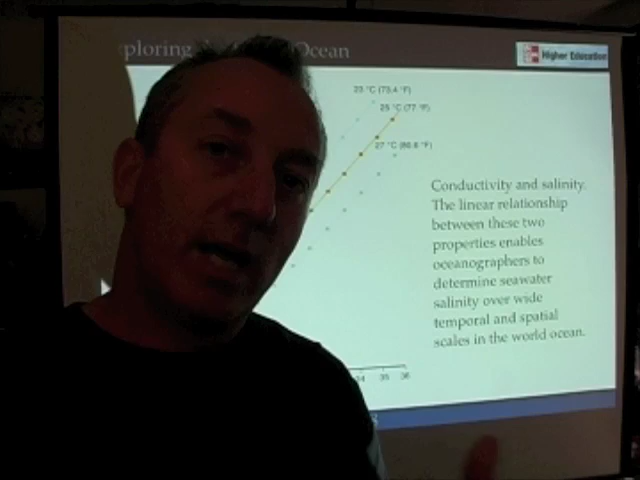 ploring Ocean
Higher Education
23 °C (73.4 °F)
25 °C (77 °F)
27 °C (80.6 °F)
Conductivity and salinity.
The linear relationship
between these two
properties enables
oceanographers to
determine seawater
salinity over wide
temporal and spatial
scales in the world ocean.
34 35 36